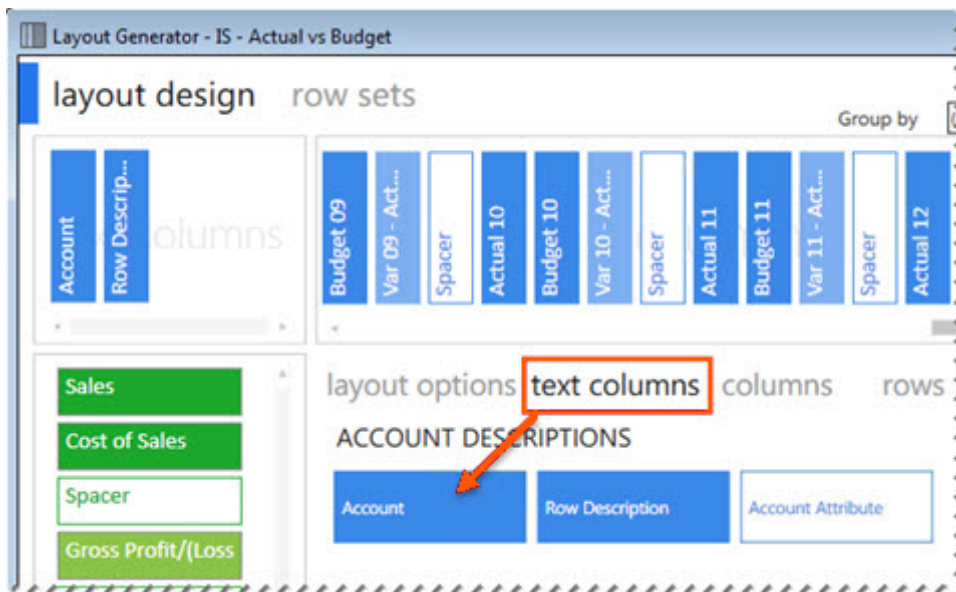 Layout Generator - IS - Actual vs Budget
layout design row sets
Group by
Account
Row Descrip...
columns
Budget 09
Var 09 - Act...
Spacer
Actual 10
Budget 10
Var 10 - Act...
Spacer
Actual 11
Budget 11
Var 11 - Act...
Spacer
Actual 12
Sales
Cost of Sales
Spacer
Gross Profit/(Loss
layout options text columns columns rows
ACCOUNT DESCRIPTIONS
Account
Row Description
Account Attribute